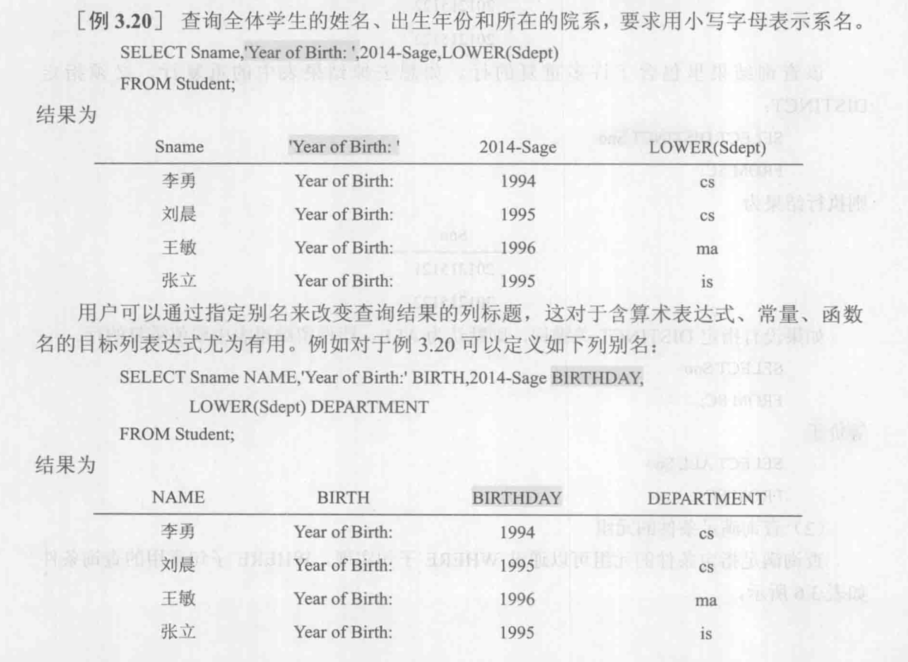 ［例 3.20］ 查询全体学生的姓名、出生年份和所在的院系，要求用小写字母表示系名。
SELECT Sname,'Year of Birth: ',2014-Sage,LOWER(Sdept)
FROM Student;
结果为
Sname 'Year of Birth: ' 2014-Sage LOWER(Sdept)
李勇 Year of Birth: 1994 cs
刘晨 Year of Birth: 1995 cs
王敏 Year of Birth: 1996 ma
张立 Year of Birth: 1995 is
用户可以通过指定别名来改变查询结果的列标题，这对于含算术表达式、常量、函数
名的目标列表达式尤为有用。例如对于例 3.20 可以定义如下列别名：
SELECT Sname NAME,'Year of Birth:' BIRTH,2014-Sage BIRTHDAY,
LOWER(Sdept) DEPARTMENT
FROM Student;
结果为
NAME BIRTH BIRTHDAY DEPARTMENT
李勇 Year of Birth: 1994 cs
刘晨 Year of Birth: 1995 cs
王敏 Year of Birth: 1996 ma
张立 Year of Birth: 1995 is